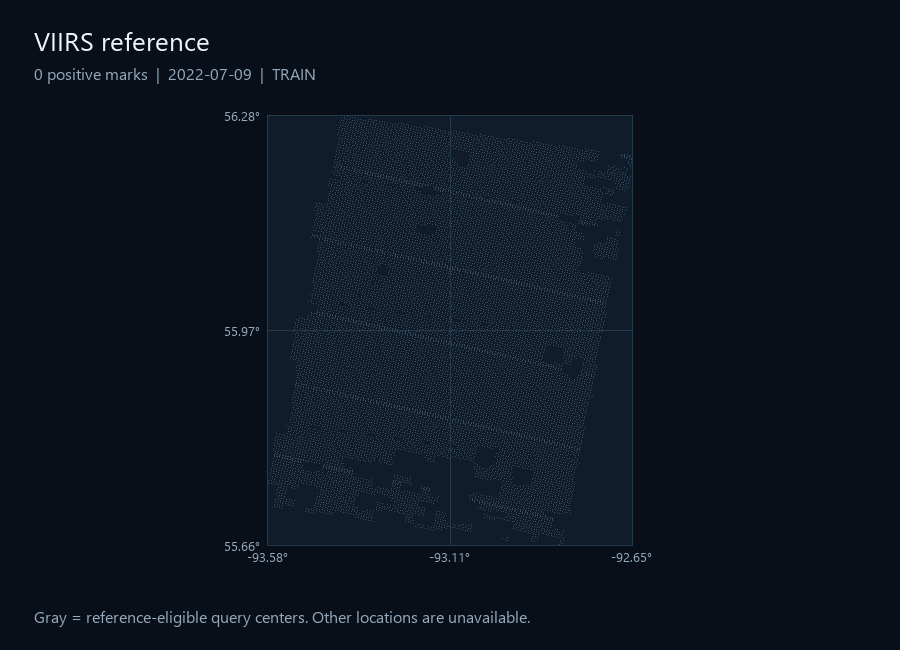 VIIRS reference
0 positive marks | 2022-07-09 | TRAIN
56.28°
55.97°
55.66°
-93.58°
-93.11°
-92.65°
Gray = reference-eligible query centers. Other locations are unavailable.